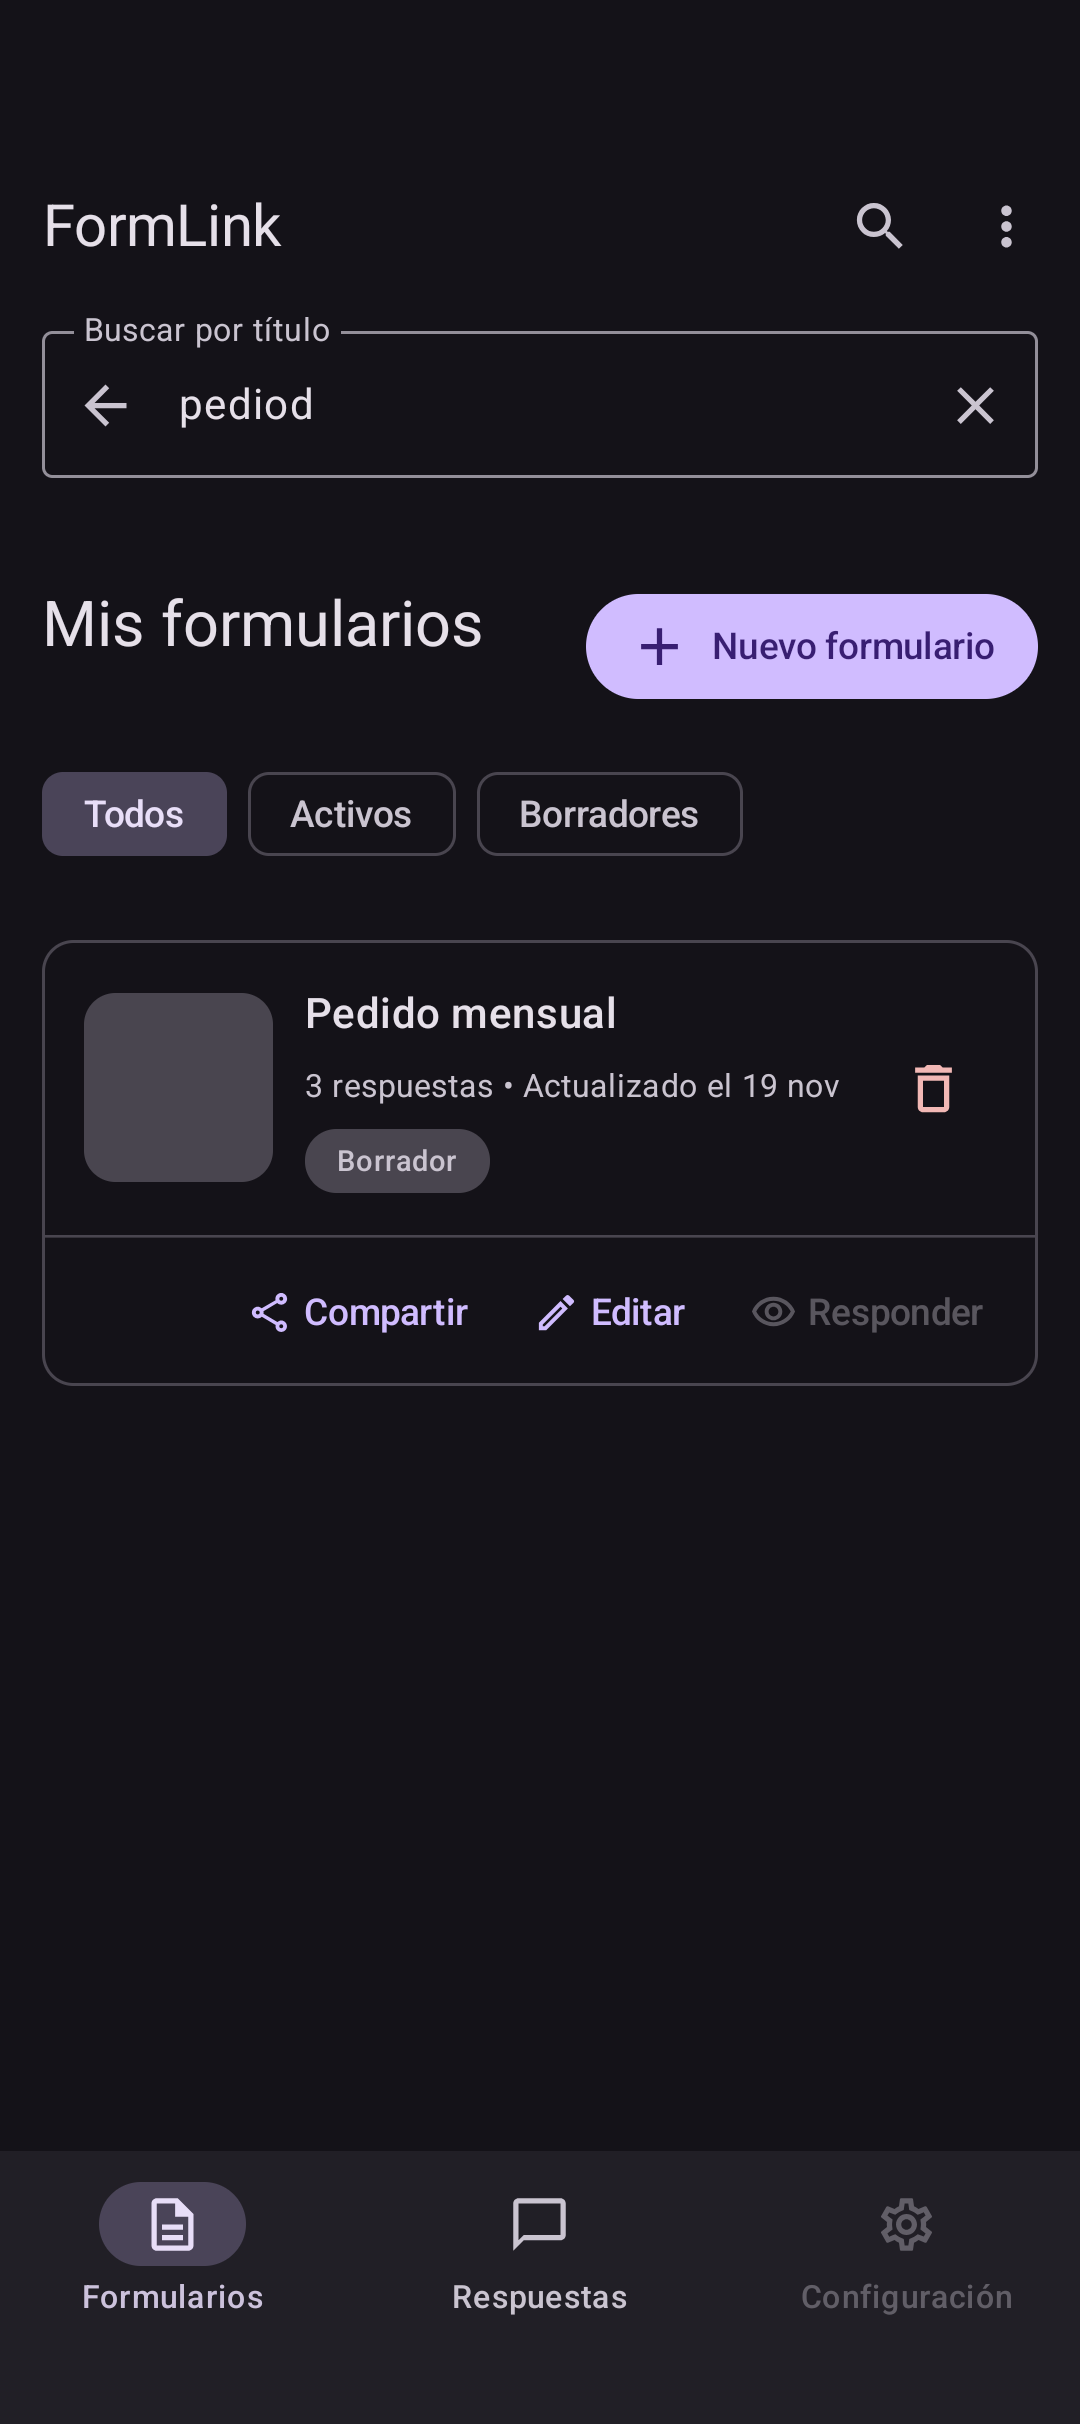 FormLink
Buscar por título
pediod
Mis formularios
Nuevo formulario
Todos
Activos
Borradores
Pedido mensual
3 respuestas • Actualizado el 19 nov
Borrador
Compartir
Editar
Responder
Formularios
Respuestas
Configuración